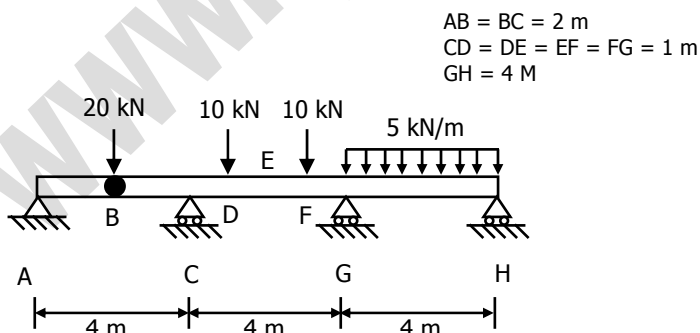 AB = BC = 2 m
CD = DE = EF = FG = 1 m
GH = 4 M
20 kN
10 kN
10 kN
5 kN/m
E
B
D
F
A
C
G
H
4 m
4 m
4 m
WWW